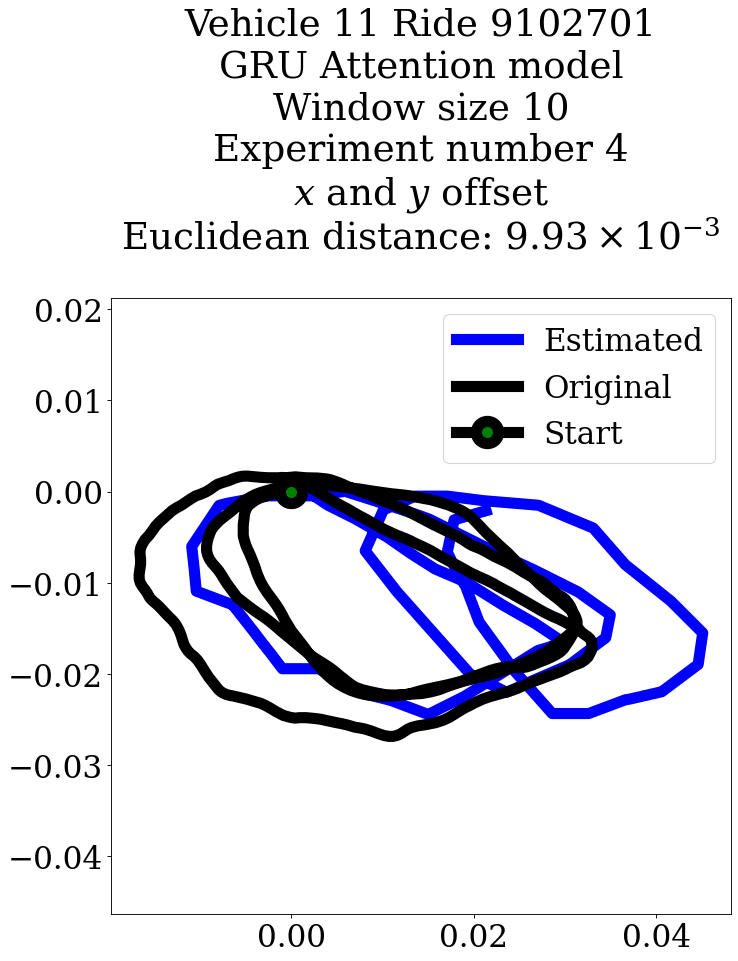 Vehicle 11 Ride 9102701
GRU Attention model
Window size 10
Experiment number 4
x and y offset
Euclidean distance: 9.93 × 10⁻³
0.02
0.01
0.00
−0.01
−0.02
−0.03
−0.04
Estimated
Original
Start
0.00 0.02 0.04